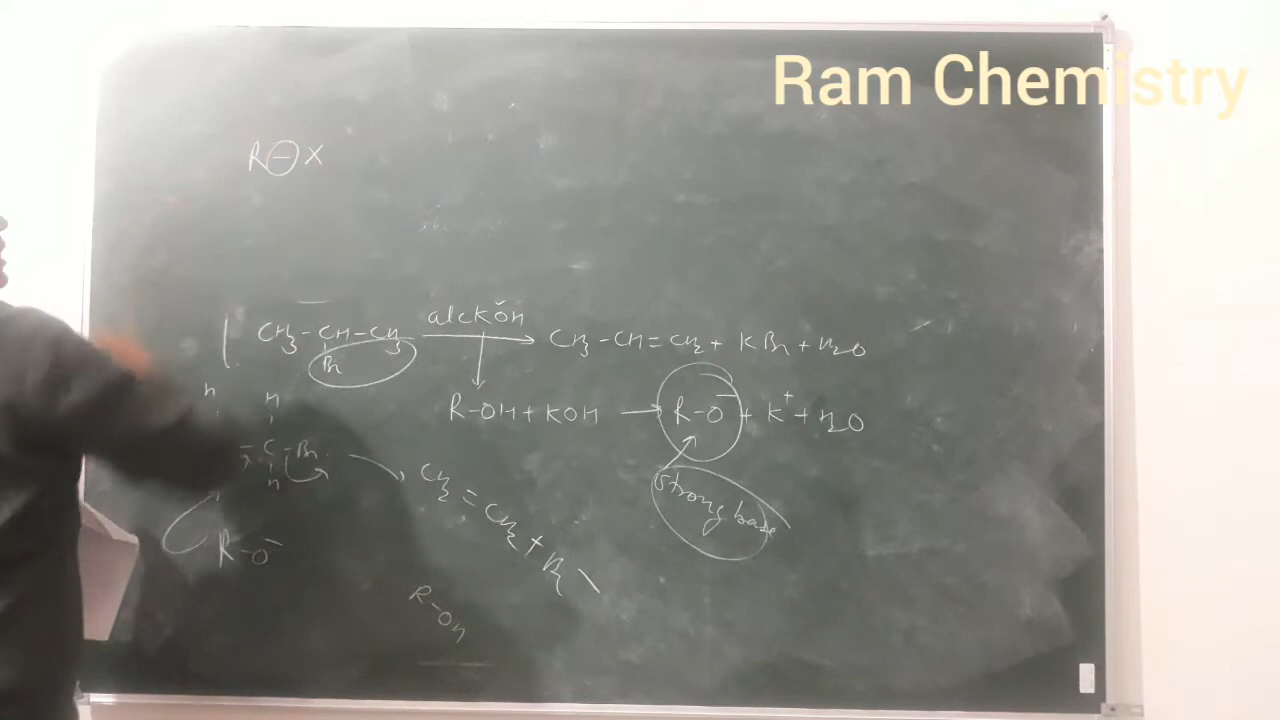 Ram Chemistry
R-X
CH3-CH-CH3 alc KOH CH3-CH=CH2 + KBr + H2O
Br
R-OH + KOH → R-O⁻ + K⁺ + H2O
H H
-C-Br
H
CH2=CH2 + Br⁻
strong base
R-O⁻
R-OH